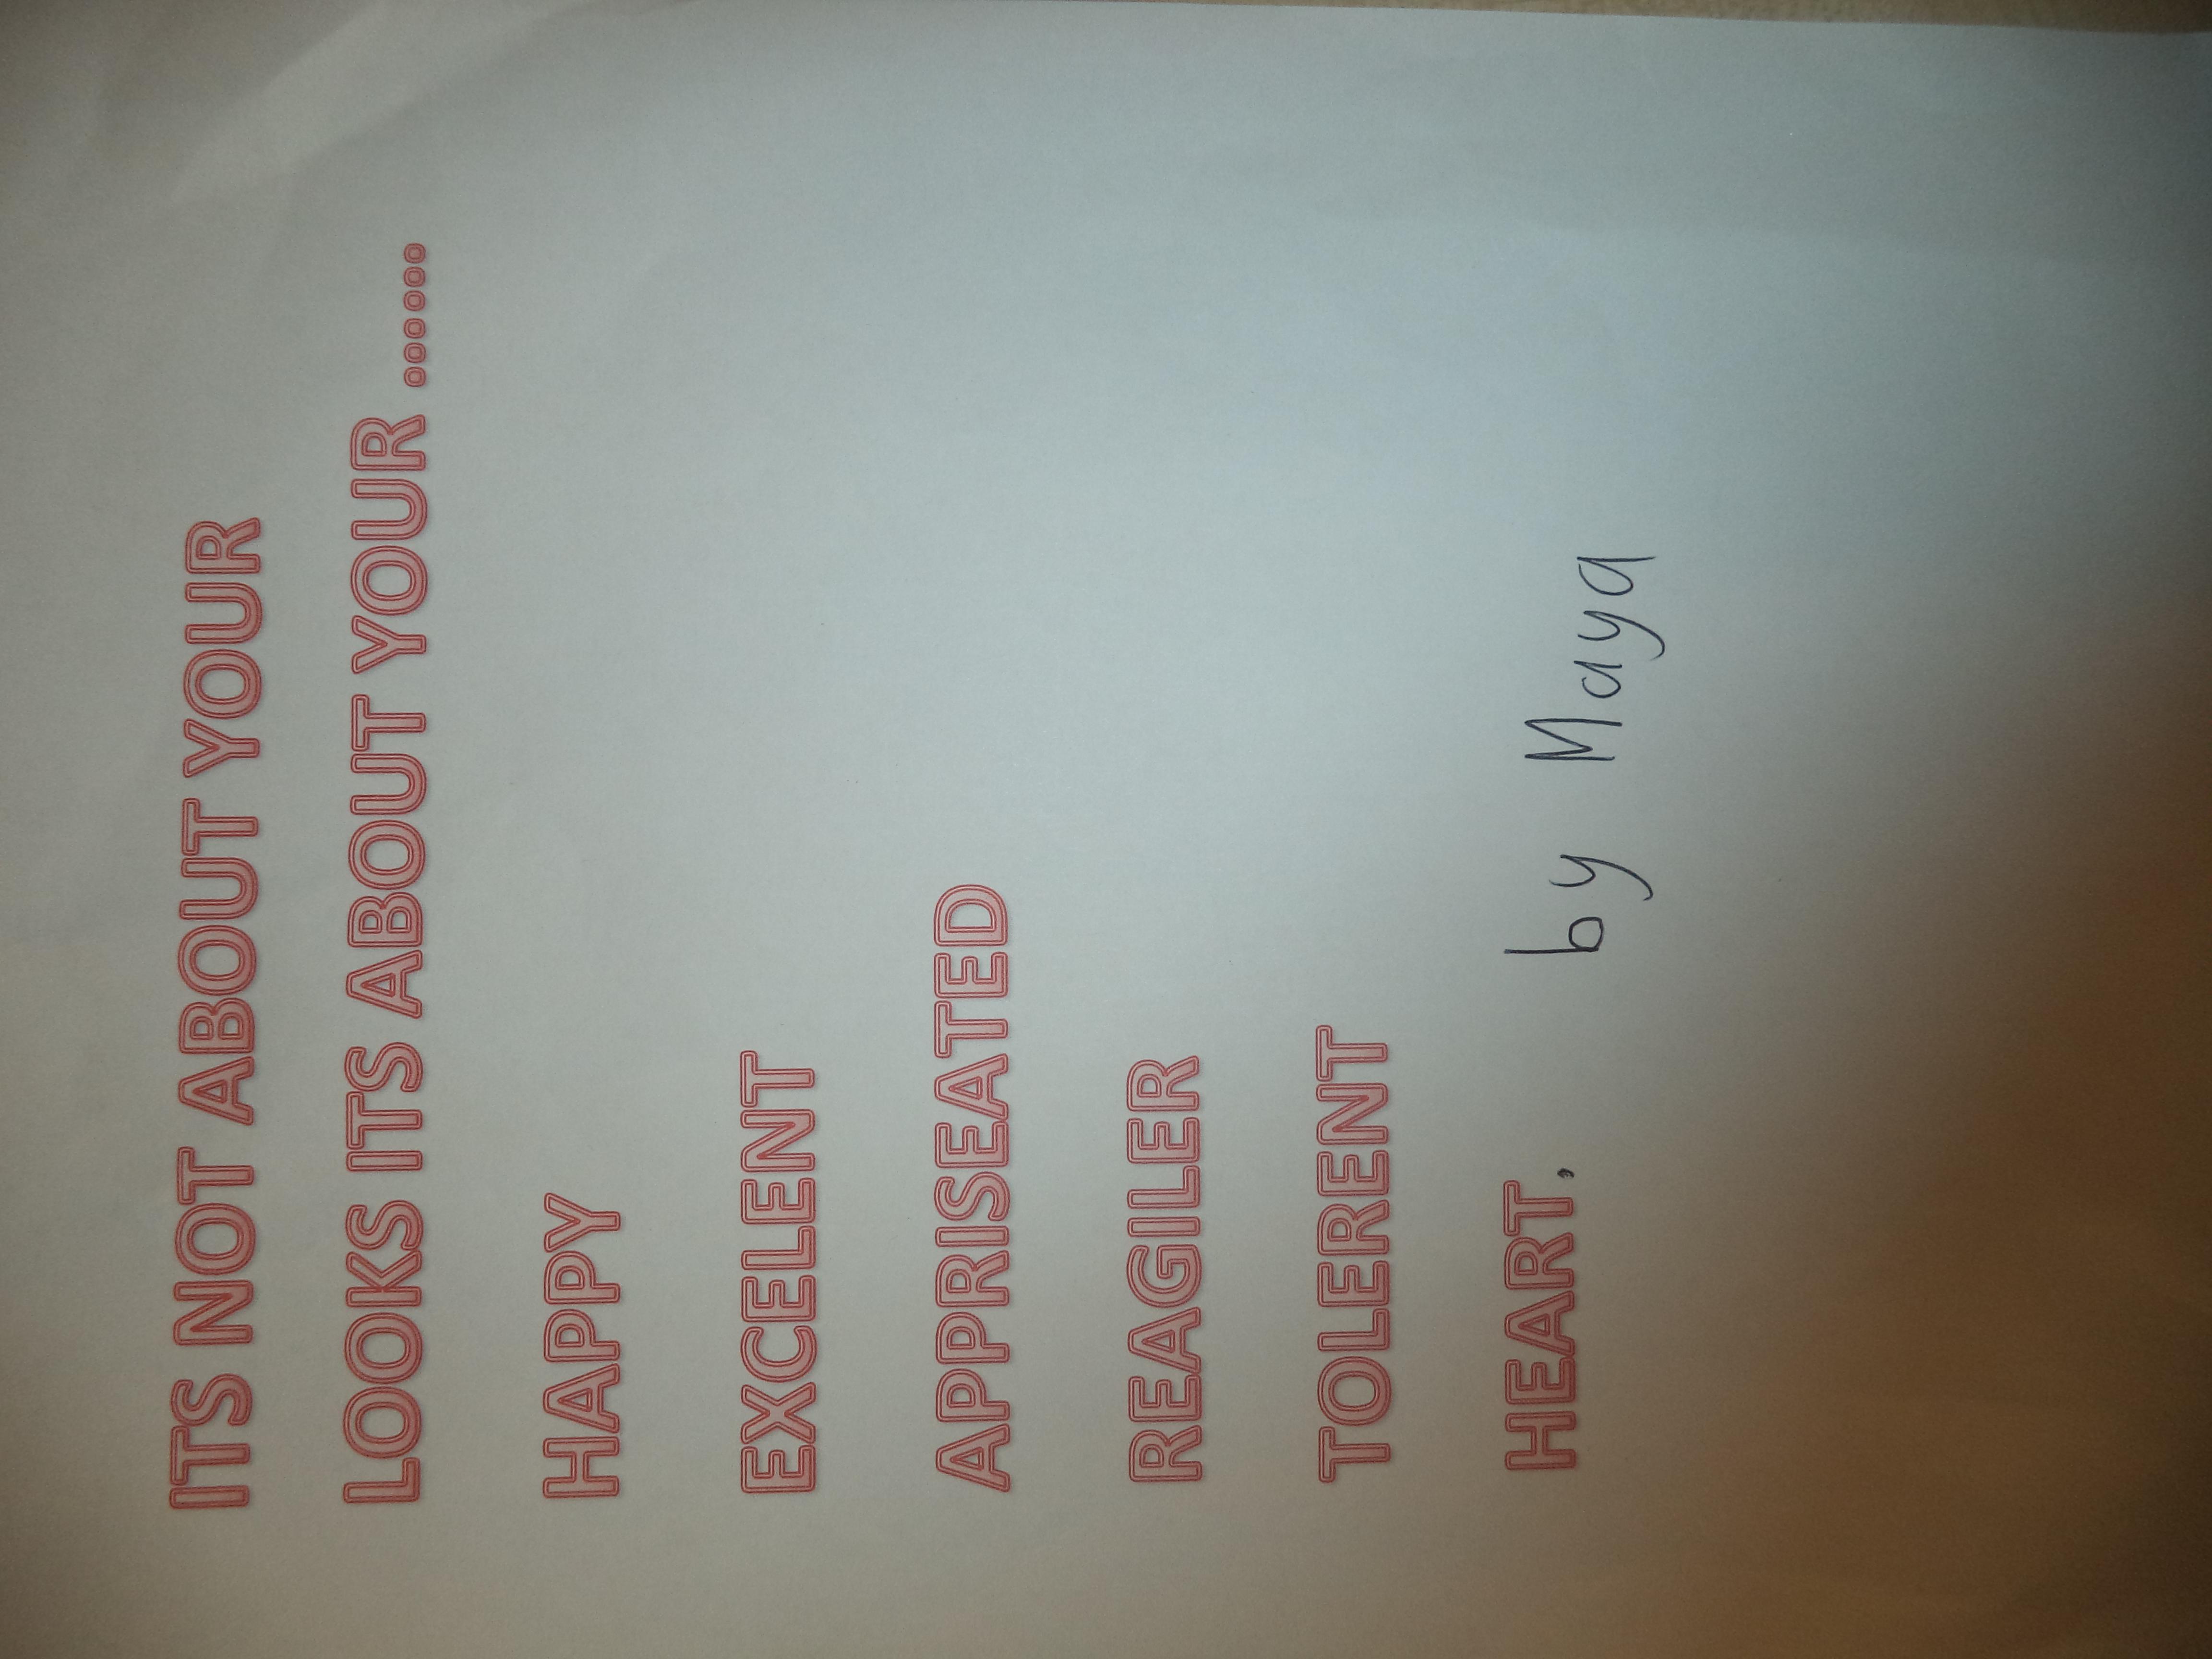 ITS NOT ABOUT YOUR
LOOKS ITS ABOUT YOUR ......
HAPPY
EXCELENT
APPRISEATED
REAGILER
TOLERENT
HEART. by Maya